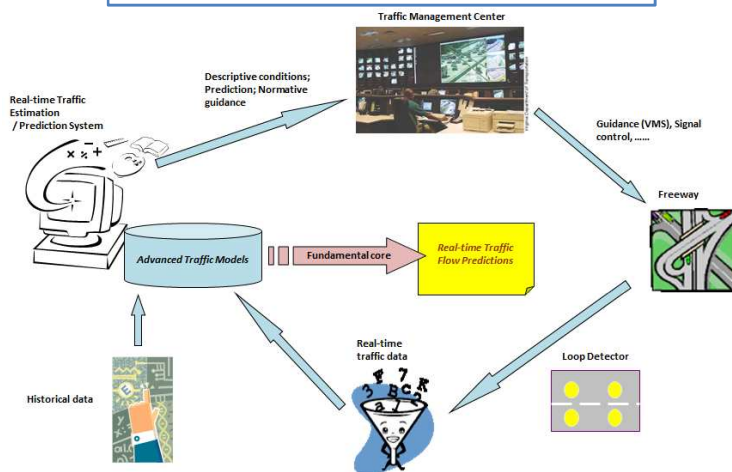 Traffic Management Center
Descriptive conditions;
Prediction; Normative
guidance
Real-time Traffic
Estimation
/ Prediction System
Guidance (VMS), Signal
control, ......
Freeway
Advanced Traffic Models
Fundamental core
Real-time Traffic
Flow Predictions
Real-time
traffic data
Loop Detector
Historical data